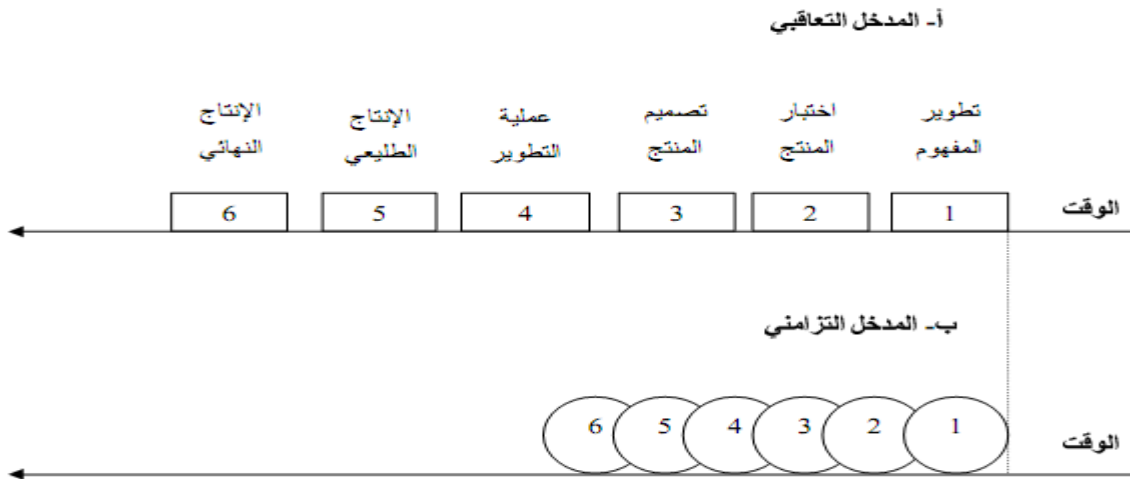 أ- المدخل التعاقبي
تطوير اختبار تصميم عملية الإنتاج الإنتاج
المفهوم المنتج المنتج التطوير الطليعي النهائي
الوقت 1 2 3 4 5 6
ب- المدخل التزامني
الوقت 1 2 3 4 5 6